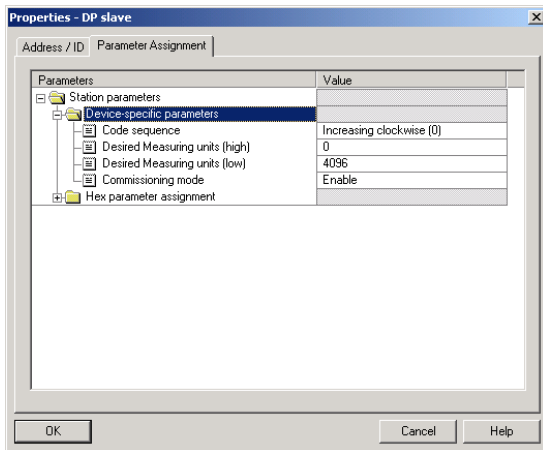 Properties - DP slave
Address / ID Parameter Assignment
Parameters Value
Station parameters
Device-specific parameters
Code sequence Increasing clockwise (0)
Desired Measuring units (high) 0
Desired Measuring units (low) 4096
Commissioning mode Enable
Hex parameter assignment
OK Cancel Help